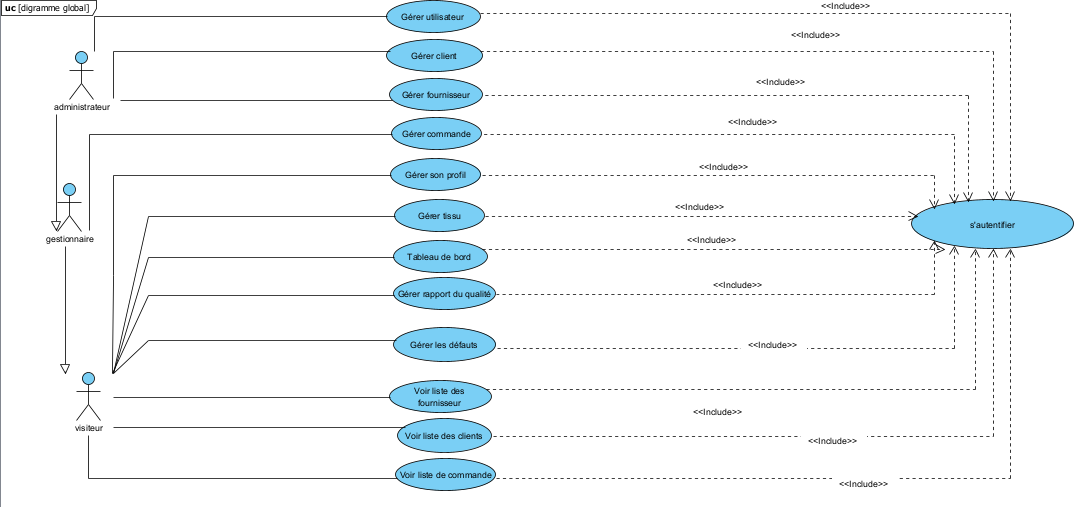 uc [digramme global]
Gérer utilisateur
<<Include>>
Gérer client
<<Include>>
Gérer fournisseur
<<Include>>
administrateur
Gérer commande
<<Include>>
Gérer son profil
<<Include>>
Gérer tissu
<<Include>>
s'autentifier
gestionnaire
Tableau de bord
<<Include>>
Gérer rapport du qualité
<<Include>>
Gérer les défauts
<<Include>>
Voir liste des
fournisseur
<<Include>>
visiteur
Voir liste des clients
<<Include>>
Voir liste de commande
<<Include>>